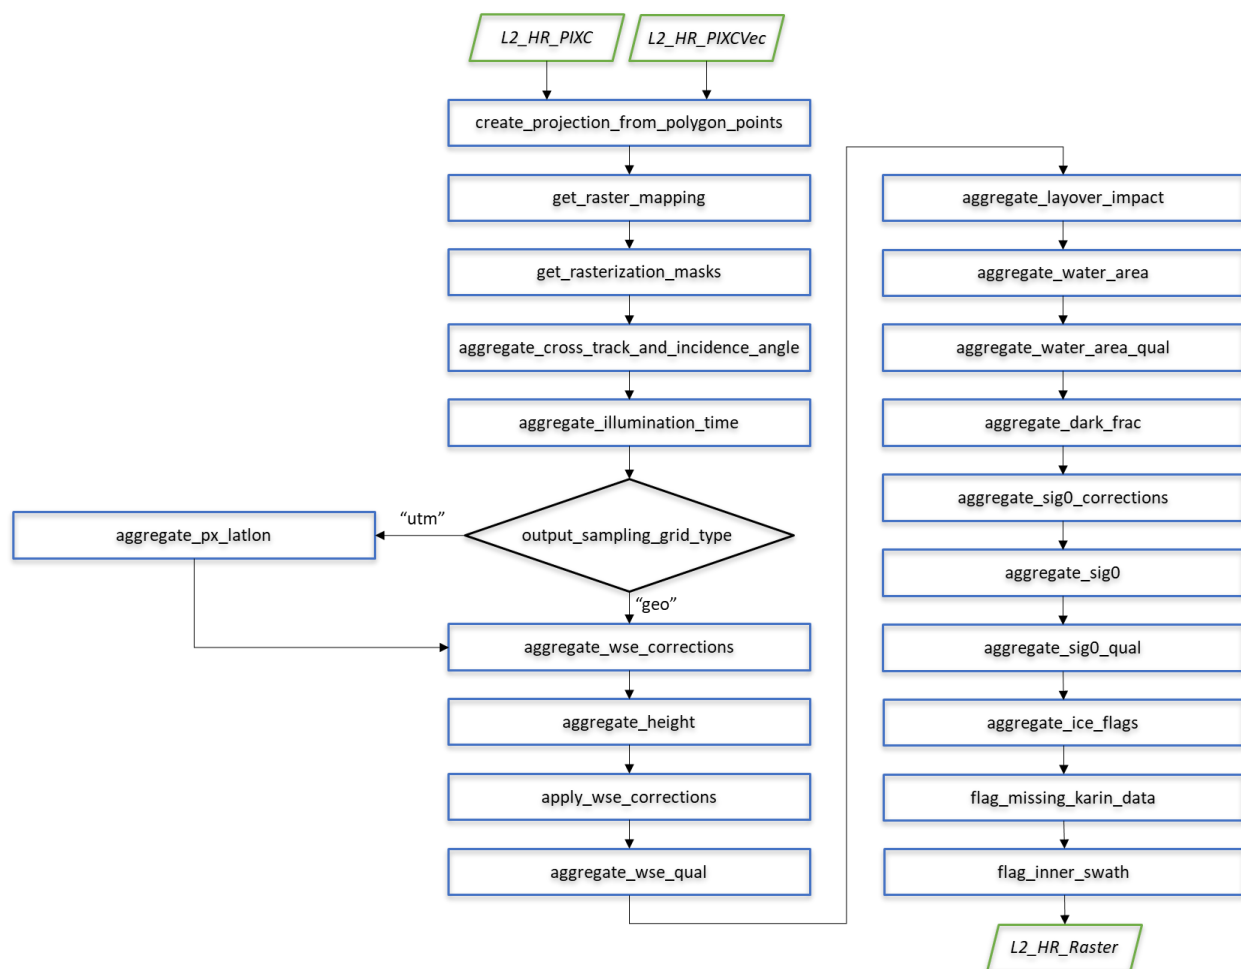 L2_HR_PIXC
L2_HR_PIXCVec
create_projection_from_polygon_points
get_raster_mapping
get_rasterization_masks
aggregate_cross_track_and_incidence_angle
aggregate_illumination_time
output_sampling_grid_type
“utm”
aggregate_px_latlon
“geo”
aggregate_wse_corrections
aggregate_height
apply_wse_corrections
aggregate_wse_qual
aggregate_layover_impact
aggregate_water_area
aggregate_water_area_qual
aggregate_dark_frac
aggregate_sig0_corrections
aggregate_sig0
aggregate_sig0_qual
aggregate_ice_flags
flag_missing_karin_data
flag_inner_swath
L2_HR_Raster